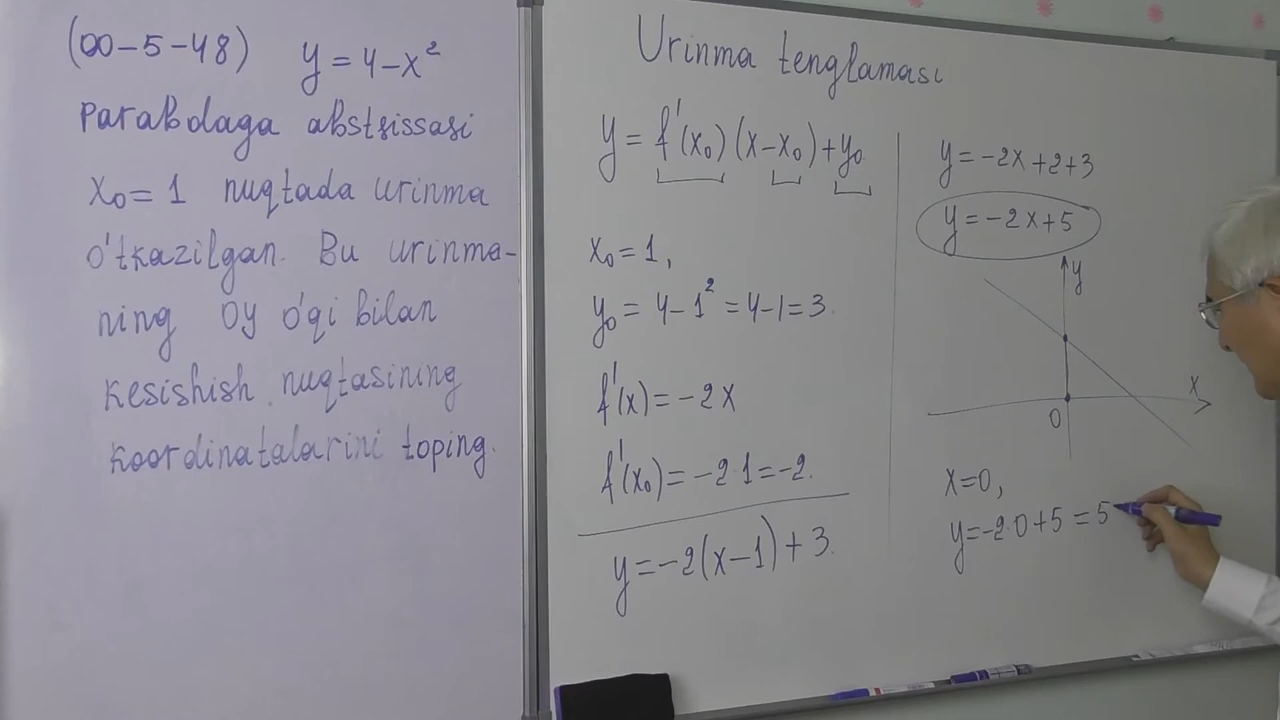 (00-5-48) y = 4-x²
parabolaga abstsissasi
x₀ = 1 nuqtada urinma
o'tkazilgan. Bu urinma-
ning oy o'qi bilan
kesishish nuqtasining
koordinatalarini toping.
Urinma tenglamasi
y = f'(x₀)(x-x₀)+y₀
x₀ = 1,
y₀ = 4-1² = 4-1 = 3.
f'(x) = -2x
f'(x₀) = -2·1 = -2.
y = -2(x-1)+3.
y = -2x+2+3
y = -2x+5
y
x
0
x=0,
y=-2·0+5 = 5